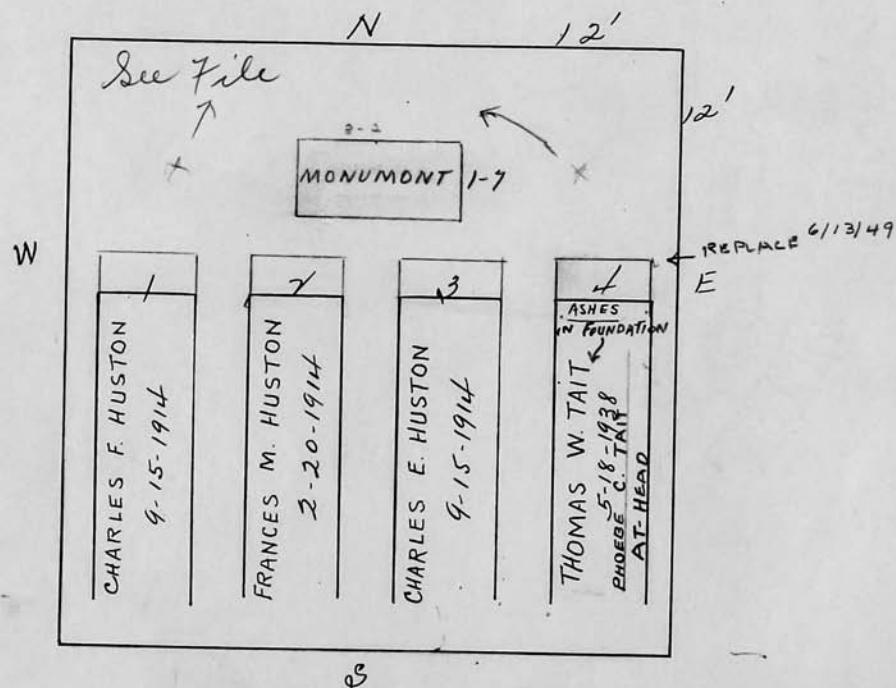 N
12'
See File
12'
3-2
MONUMONT 1-7
W
REPLACE 6/13/49
E
1
2
3
4
ASHES
IN FOUNDATION
CHARLES F. HUSTON
9-15-1914
FRANCES M. HUSTON
2-20-1914
CHARLES E. HUSTON
9-15-1914
THOMAS W. TAIT
5-18-1938
PHOEBE C. TAIT
AT-HEAD
S